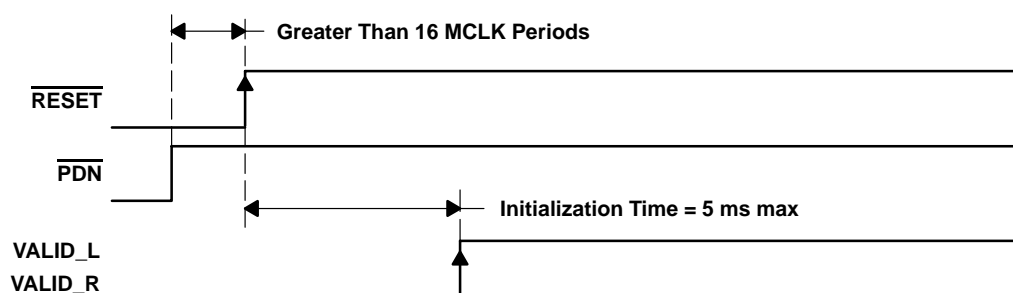 Greater Than 16 MCLK Periods
RESET
PDN
Initialization Time = 5 ms max
VALID_L
VALID_R